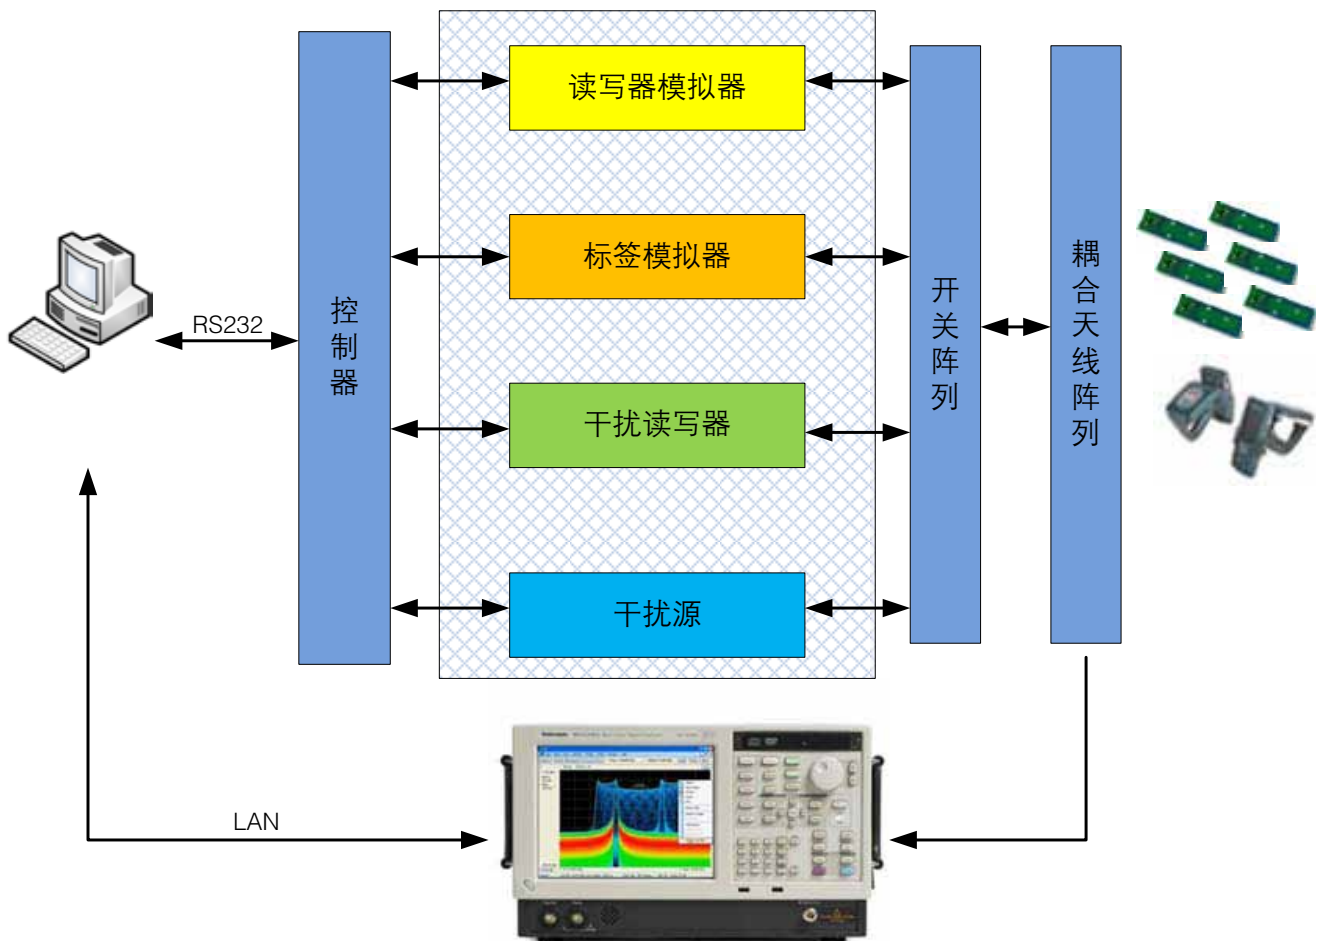 读写器模拟器
标签模拟器
干扰读写器
干扰源
控制器
开关阵列
耦合天线阵列
RS232
LAN
Tektronix